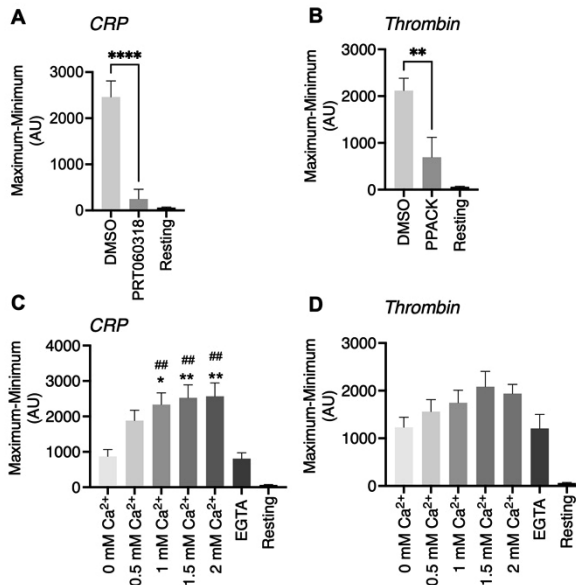 A
CRP
Maximum-Minimum
(AU)
3000
2000
1000
0
****
DMSO
PRT060318
Resting
B
Thrombin
Maximum-Minimum
(AU)
3000
2000
1000
0
**
DMSO
PPACK
Resting
C
CRP
Maximum-Minimum
(AU)
4000
3000
2000
1000
0
## ## ##
* ** **
0 mM Ca²⁺
0.5 mM Ca²⁺
1 mM Ca²⁺
1.5 mM Ca²⁺
2 mM Ca²⁺
EGTA
Resting
D
Thrombin
Maximum-Minimum
(AU)
3000
2000
1000
0
0 mM Ca²⁺
0.5 mM Ca²⁺
1 mM Ca²⁺
1.5 mM Ca²⁺
2 mM Ca²⁺
EGTA
Resting